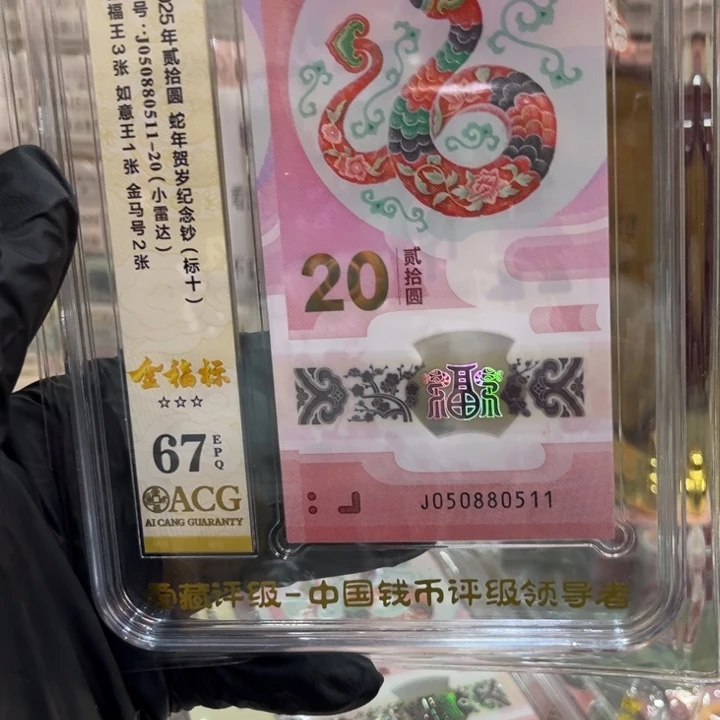 25年 贰拾圆 蛇年贺岁纪念钞(标十)
号:J050880511-20(小雷达)
福王3张 如意王1张 金马号2张
金福标
☆☆☆
67 EPQ
ACG
AI CANG GUARANTY
20 贰拾圆
福
J050880511
藏评级-中国钱币评级领导者